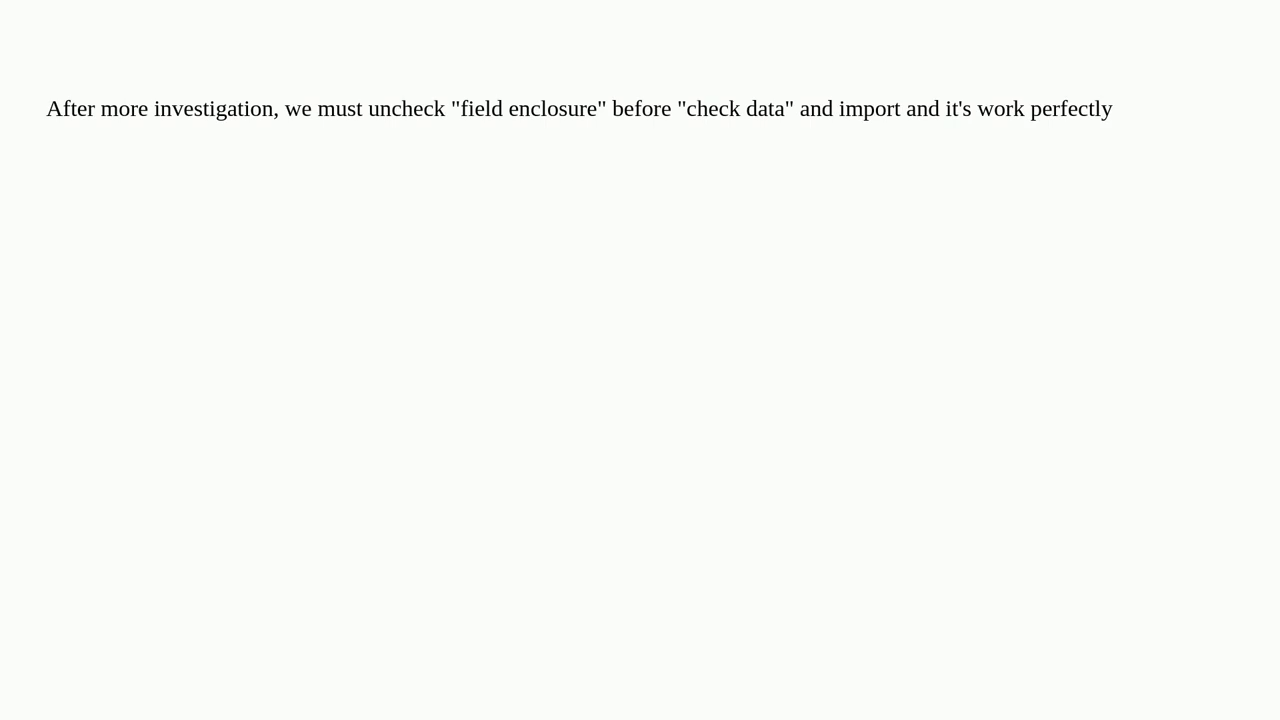 After more investigation, we must uncheck "field enclosure" before "check data" and import and it's work perfectly